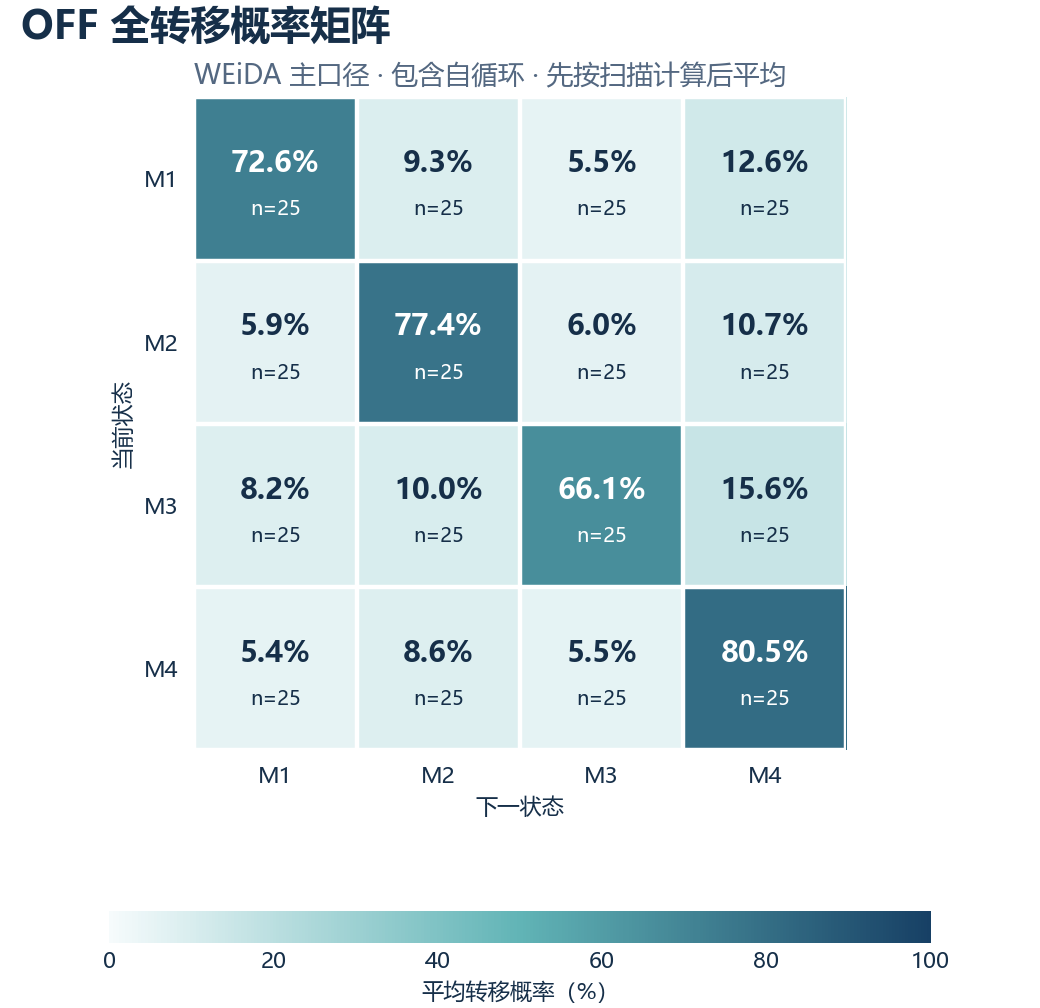 OFF 全转移概率矩阵
WEiDA 主口径 · 包含自循环 · 先按扫描计算后平均
M1
72.6%
n=25
9.3%
n=25
5.5%
n=25
12.6%
n=25
M2
5.9%
n=25
77.4%
n=25
6.0%
n=25
10.7%
n=25
当前状态
M3
8.2%
n=25
10.0%
n=25
66.1%
n=25
15.6%
n=25
M4
5.4%
n=25
8.6%
n=25
5.5%
n=25
80.5%
n=25
M1 M2 M3 M4
下一状态
0 20 40 60 80 100
平均转移概率（%）